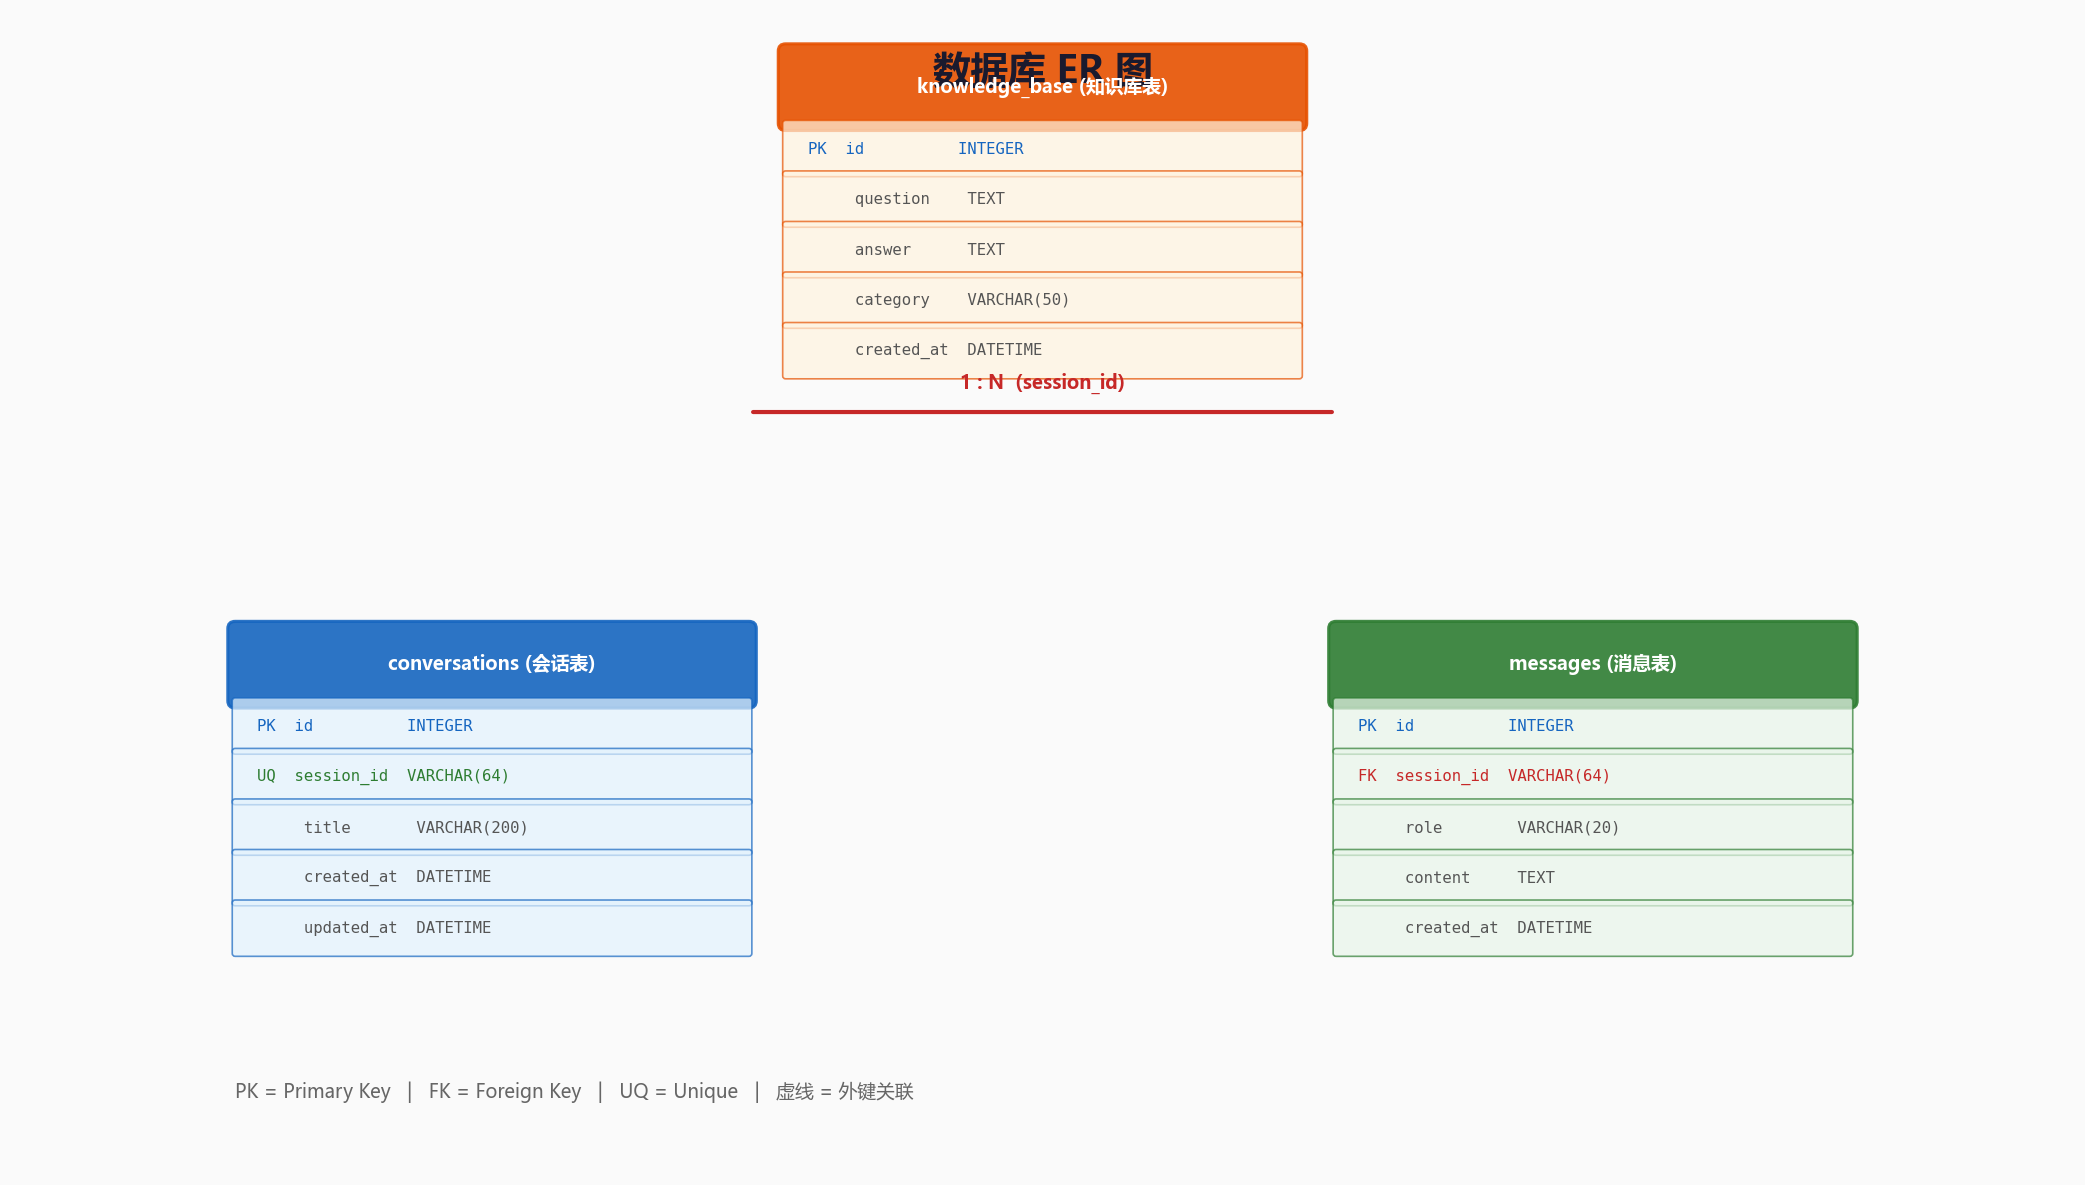 数据库 ER 图
knowledge_base (知识库表)
PK  id          INTEGER
question    TEXT
answer      TEXT
category    VARCHAR(50)
created_at  DATETIME
1 : N  (session_id)
conversations (会话表)
PK  id          INTEGER
UQ  session_id  VARCHAR(64)
title       VARCHAR(200)
created_at  DATETIME
updated_at  DATETIME
messages (消息表)
PK  id          INTEGER
FK  session_id  VARCHAR(64)
role        VARCHAR(20)
content     TEXT
created_at  DATETIME
PK = Primary Key  |  FK = Foreign Key  |  UQ = Unique  |  虚线 = 外键关联